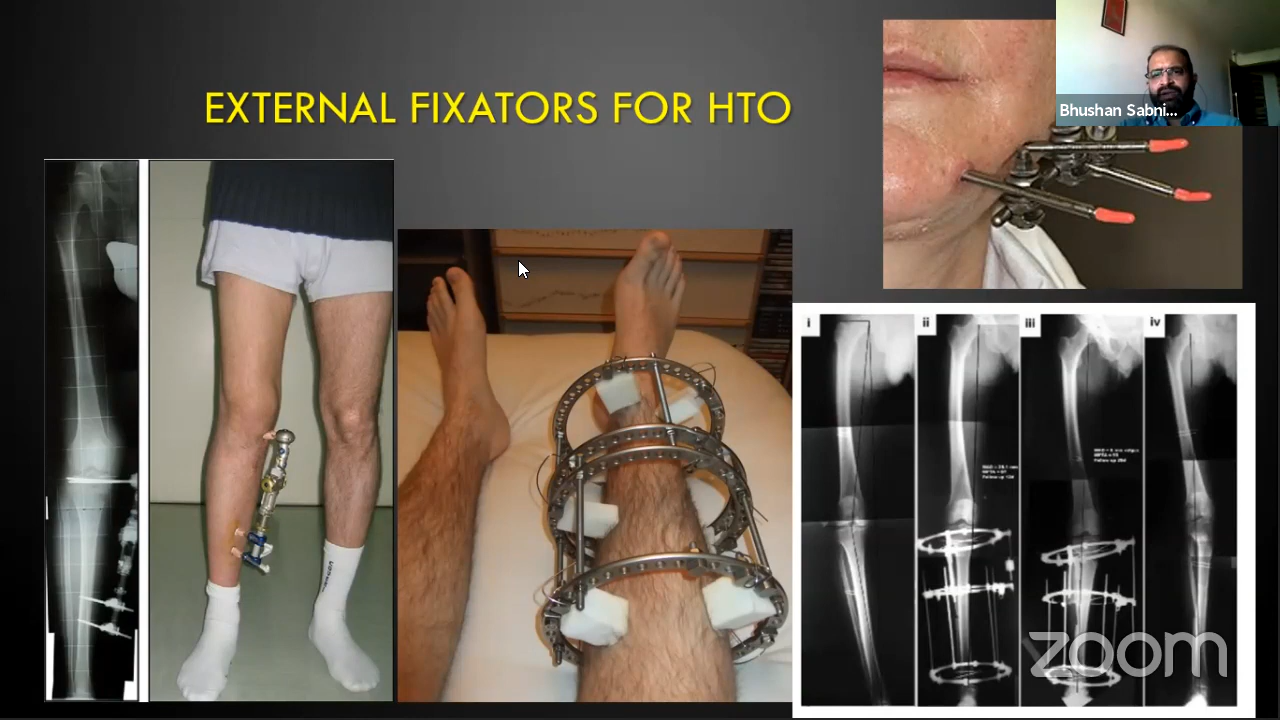 EXTERNAL FIXATORS FOR HTO
Bhushan Sabni...
i
ii
iii
iv
zoom